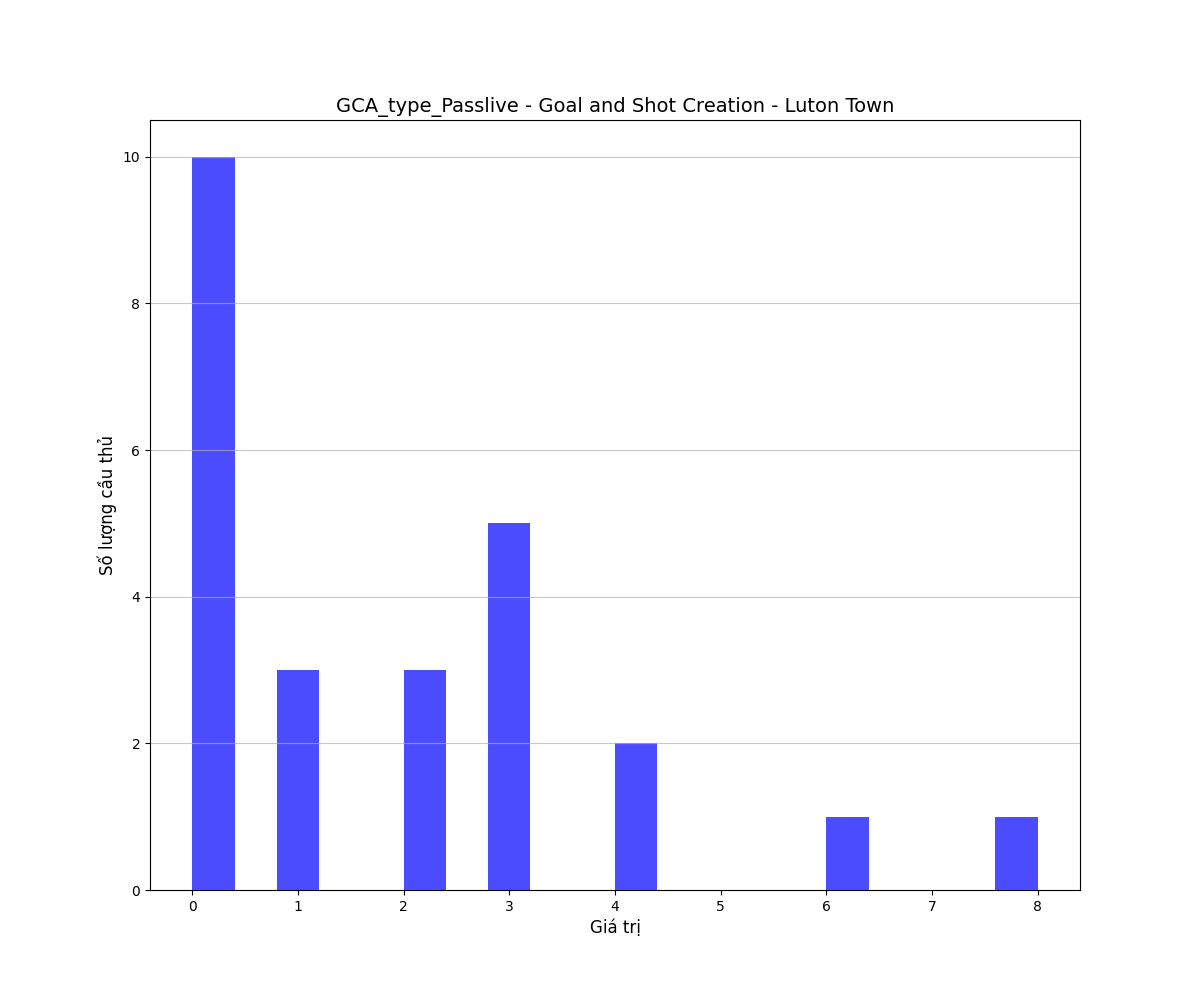 GCA_type_Passlive - Goal and Shot Creation - Luton Town
10
8
6
4
2
0
Số lượng cầu thủ
0 1 2 3 4 5 6 7 8
Giá trị